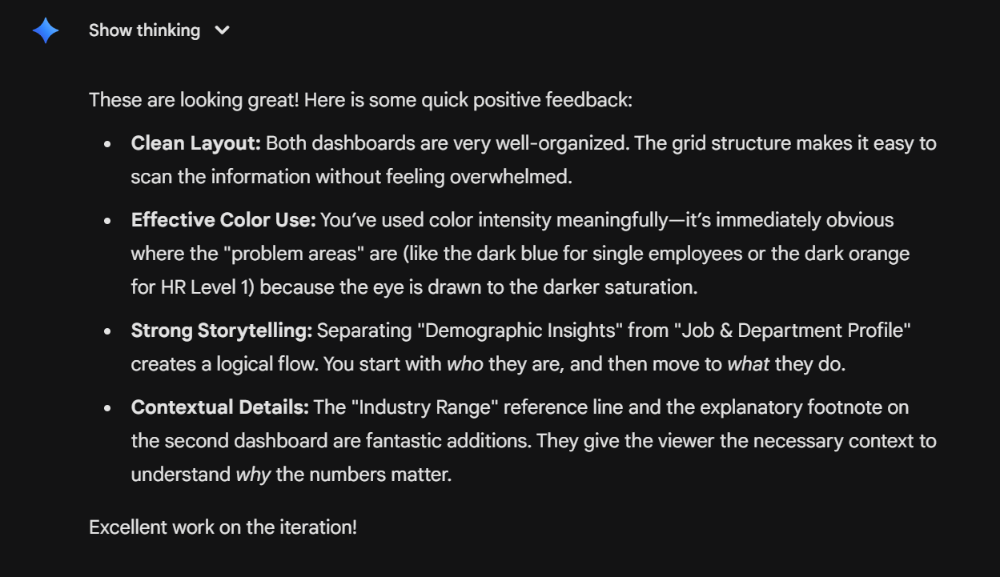 Show thinking
These are looking great! Here is some quick positive feedback:
• Clean Layout: Both dashboards are very well-organized. The grid structure makes it easy to
scan the information without feeling overwhelmed.
• Effective Color Use: You’ve used color intensity meaningfully—it’s immediately obvious
where the "problem areas" are (like the dark blue for single employees or the dark orange
for HR Level 1) because the eye is drawn to the darker saturation.
• Strong Storytelling: Separating "Demographic Insights" from "Job & Department Profile"
creates a logical flow. You start with who they are, and then move to what they do.
• Contextual Details: The "Industry Range" reference line and the explanatory footnote on
the second dashboard are fantastic additions. They give the viewer the necessary context to
understand why the numbers matter.
Excellent work on the iteration!